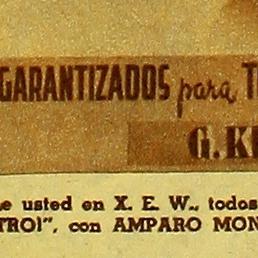 GARANTIZADOS para T
G. K
e usted en X. E. W., todos
TRO!", con AMPARO MON